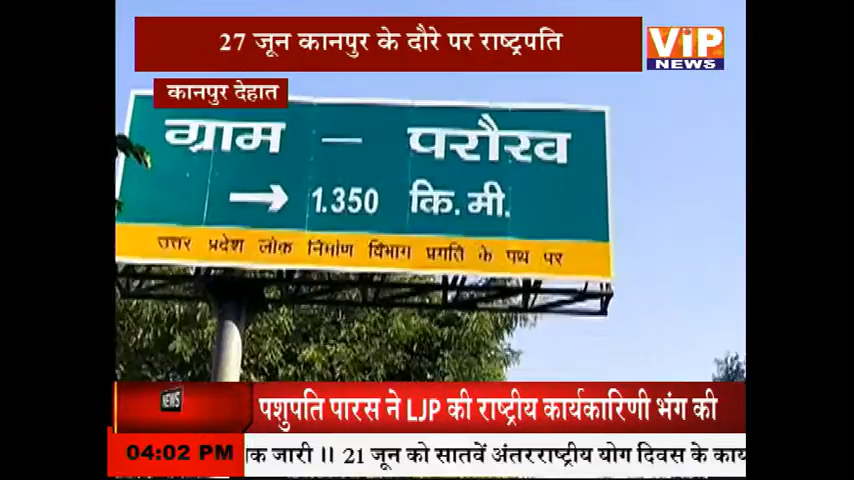 27 जून कानपुर के दौरे पर राष्ट्रपति
VIP
NEWS
कानपुर देहात
ग्राम – परौख
→ 1.350 कि.मी.
उत्तर प्रदेश लोक निर्माण विभाग प्रगति के पथ पर
NEWS
पशुपति पारस ने LJP की राष्ट्रीय कार्यकारिणी भंग की
04:02 PM
क जारी || 21 जून को सातवें अंतरराष्ट्रीय योग दिवस के कार्य